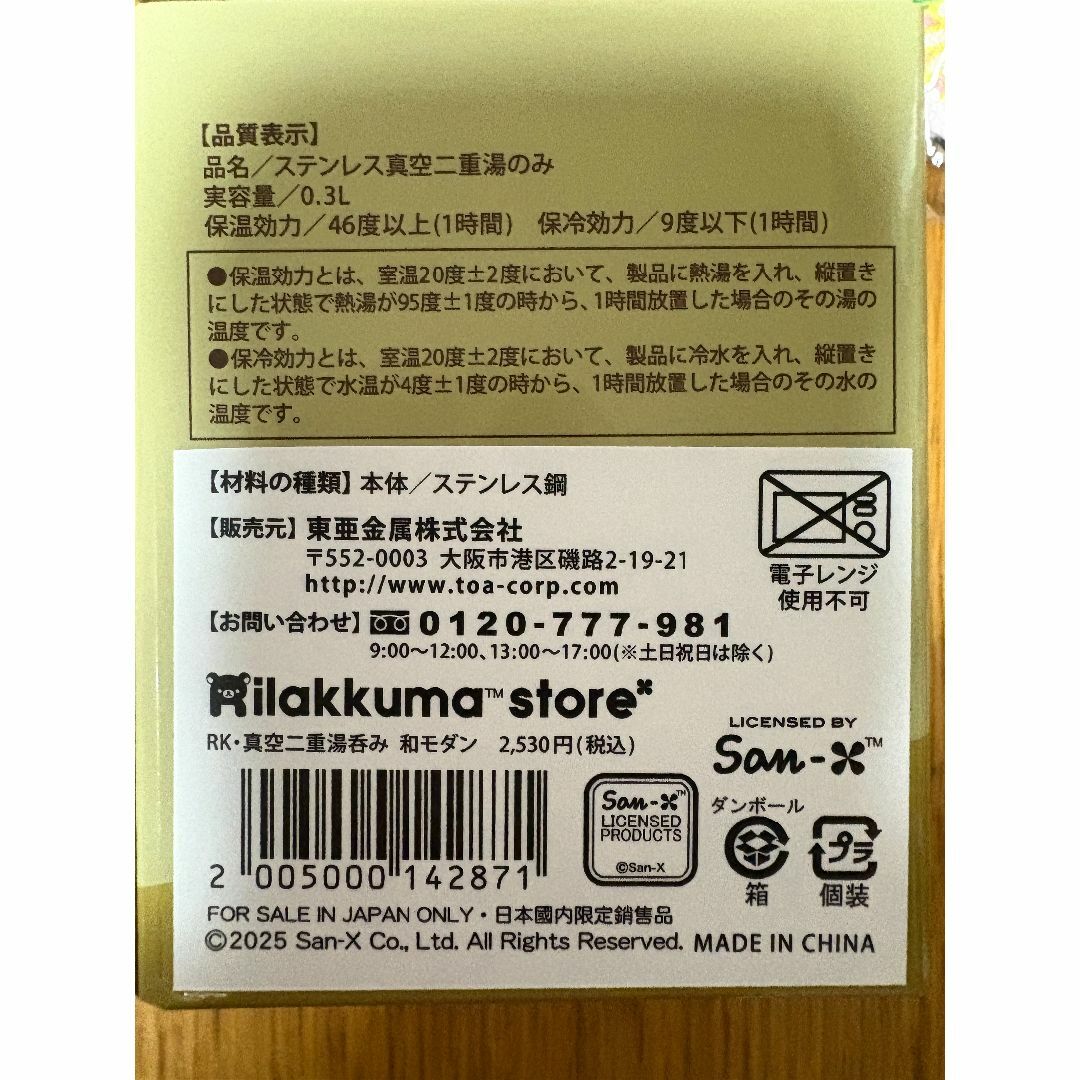 【品質表示】
品名／ステンレス真空二重湯のみ
実容量／0.3L
保温効力／46度以上(1時間)　保冷効力／9度以下(1時間)
●保温効力とは、室温20度±2度において、製品に熱湯を入れ、縦置き
にした状態で熱湯が95度±1度の時から、1時間放置した場合のその湯の
温度です。
●保冷効力とは、室温20度±2度において、製品に冷水を入れ、縦置き
にした状態で水温が4度±1度の時から、1時間放置した場合のその水の
温度です。
【材料の種類】本体／ステンレス鋼
【販売元】東亜金属株式会社
〒552-0003 大阪市港区磯路2-19-21
http://www.toa-corp.com
電子レンジ
使用不可
【お問い合わせ】0120-777-981
9:00～12:00、13:00～17:00(※土日祝日は除く)
Rilakkuma™ store
RK・真空二重湯呑み 和モダン　2,530円(税込)
LICENSED BY
San-X™
2 005000 142871
San-X™
LICENSED
PRODUCTS
©San-X
ダンボール
箱
プラ
個装
FOR SALE IN JAPAN ONLY・日本國内限定銷售品
©2025 San-X Co., Ltd. All Rights Reserved. MADE IN CHINA